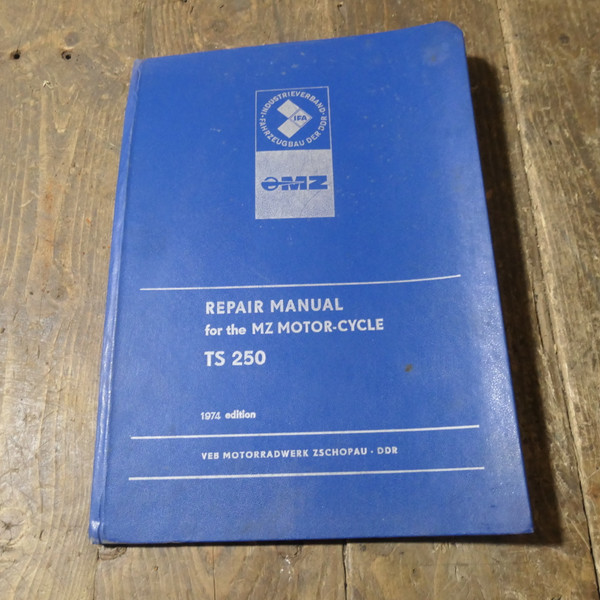 INDUSTRIEVERBAND
FAHRZEUGBAU DER DDR
IFA
MZ
REPAIR MANUAL
for the MZ MOTOR-CYCLE
TS 250
1974 edition
VEB MOTORRADWERK ZSCHOPAU · DDR